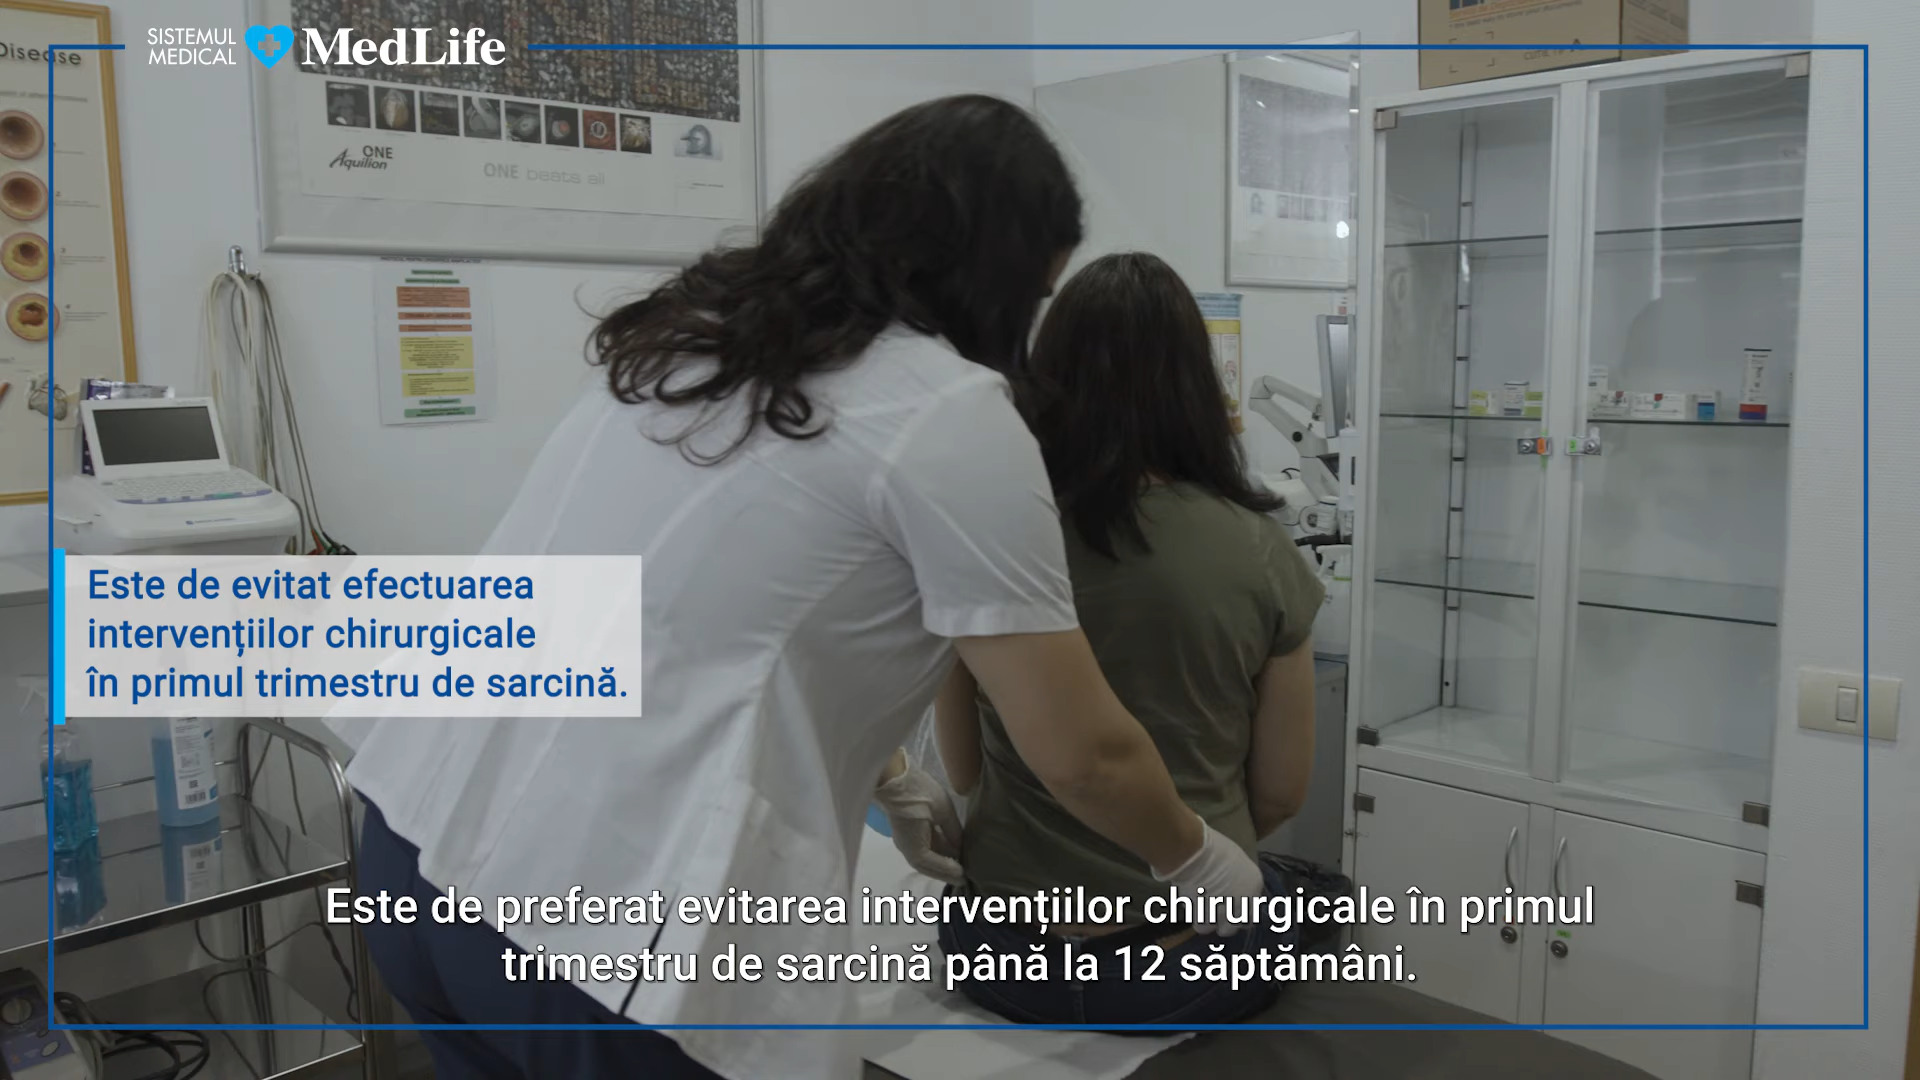 Disease
SISTEMUL
MEDICAL
MedLife
ONE
Aquilion
ONE beats all
Este de evitat efectuarea
intervențiilor chirurgicale
în primul trimestru de sarcină.
Este de preferat evitarea intervențiilor chirurgicale în primul
trimestru de sarcină până la 12 săptămâni.